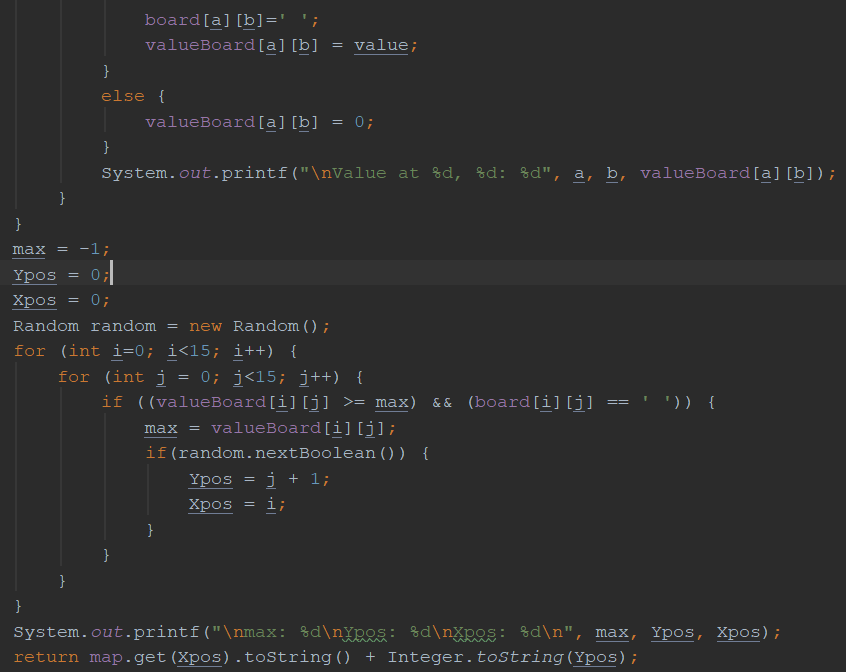 board[a][b]=' ';
valueBoard[a][b] = value;
}
else {
valueBoard[a][b] = 0;
}
System.out.printf("\nValue at %d, %d: %d", a, b, valueBoard[a][b]);
}
}
max = -1;
Ypos = 0;
Xpos = 0;
Random random = new Random();
for (int i=0; i<15; i++) {
for (int j = 0; j<15; j++) {
if ((valueBoard[i][j] >= max) && (board[i][j] == ' ')) {
max = valueBoard[i][j];
if(random.nextBoolean()) {
Ypos = j + 1;
Xpos = i;
}
}
}
}
System.out.printf("\nmax: %d\nYpos: %d\nXpos: %d\n", max, Ypos, Xpos);
return map.get(Xpos).toString() + Integer.toString(Ypos);